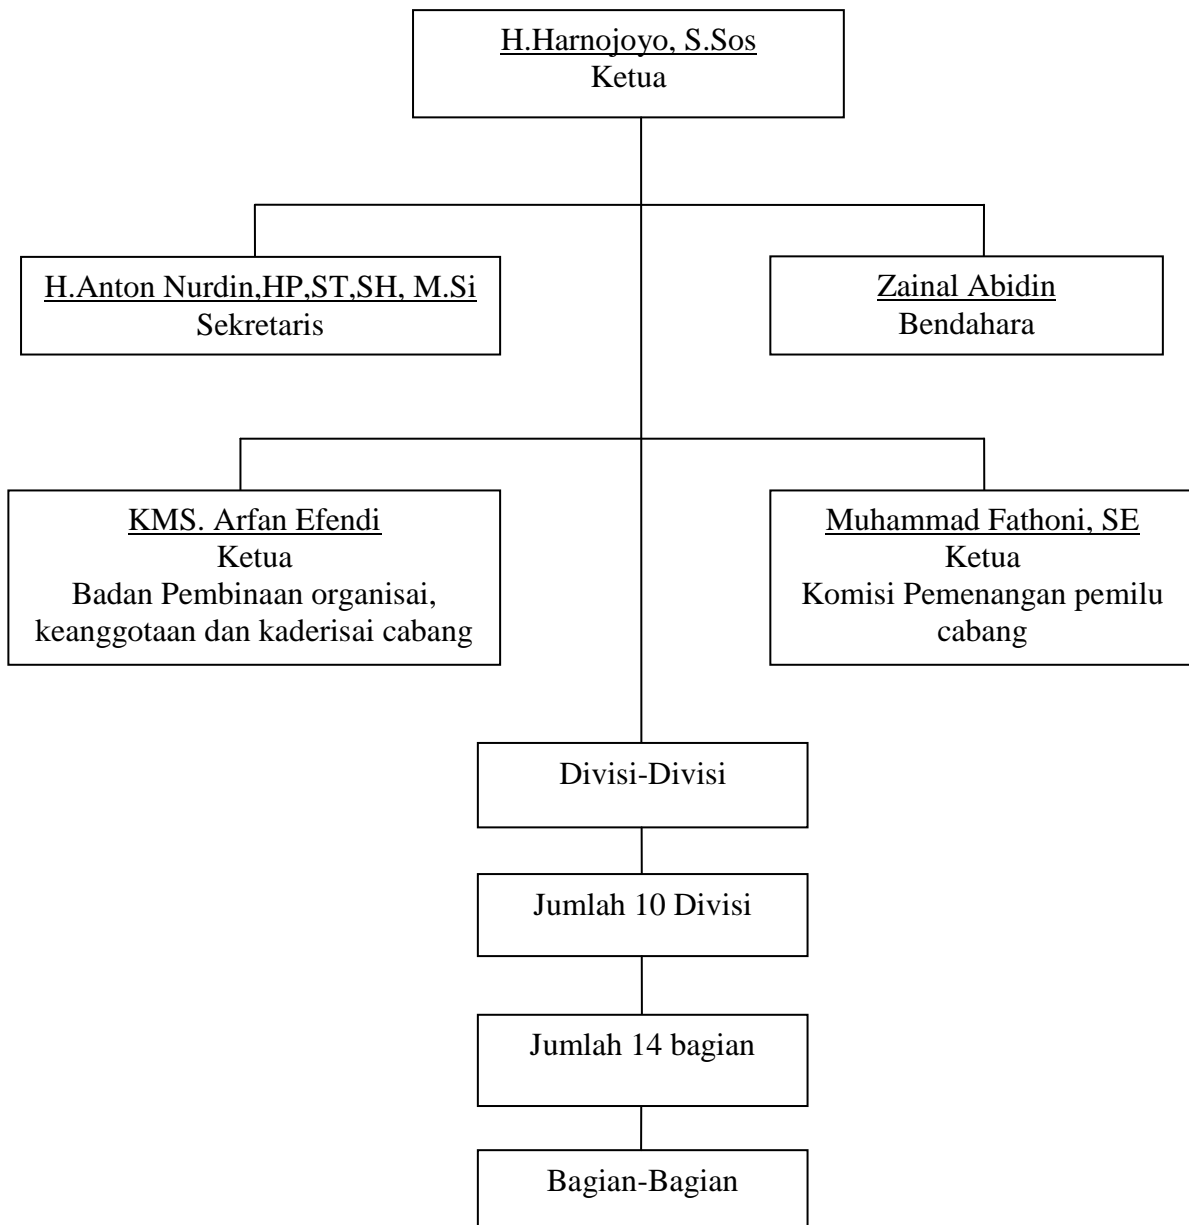 H.Harnojoyo, S.Sos
Ketua
H.Anton Nurdin,HP,ST,SH, M.Si
Sekretaris
Zainal Abidin
Bendahara
KMS. Arfan Efendi
Ketua
Badan Pembinaan organisai,
keanggotaan dan kaderisai cabang
Muhammad Fathoni, SE
Ketua
Komisi Pemenangan pemilu
cabang
Divisi-Divisi
Jumlah 10 Divisi
Jumlah 14 bagian
Bagian-Bagian